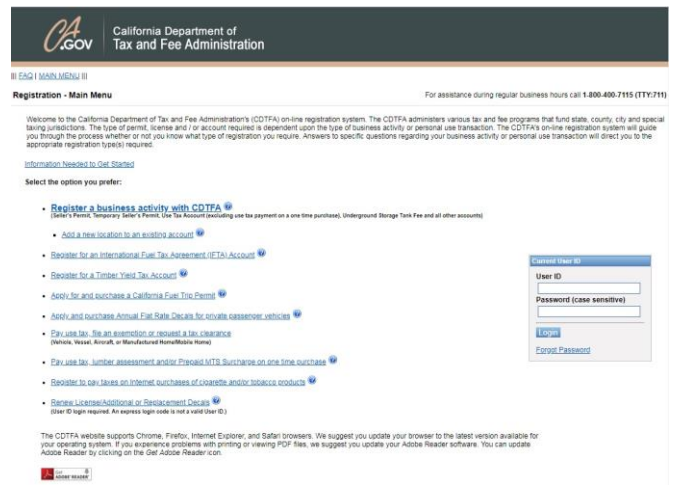 CA
.GOV
California Department of
Tax and Fee Administration
||| FAQ | MAIN MENU |||
Registration - Main Menu
For assistance during regular business hours call 1-800-400-7115 (TTY:711)
Welcome to the California Department of Tax and Fee Administration's (CDTFA) on-line registration system. The CDTFA administers various tax and fee programs that fund state, county, city and special
taxing jurisdictions. The type of permit, license and / or account required is dependent upon the type of business activity or personal use transaction. The CDTFA's on-line registration system will guide
you through the process whether or not you know what type of registration you require. Answers to specific questions regarding your business activity or personal use transaction will direct you to the
appropriate registration type(s) required.
Information Needed to Get Started
Select the option you prefer:
• Register a business activity with CDTFA
(Seller's Permit, Temporary Seller's Permit, Use Tax Account (excluding use tax payment on a one time purchase), Underground Storage Tank Fee and all other accounts)
• Add a new location to an existing account
• Register for an International Fuel Tax Agreement (IFTA) Account
• Register for a Timber Yield Tax Account
• Apply for and purchase a California Fuel Trip Permit
• Apply and purchase Annual Flat Rate Decals for private passenger vehicles
• Pay use tax, file an exemption or request a tax clearance
(Vehicle, Vessel, Aircraft, or Manufactured Home/Mobile Home)
• Pay use tax, lumber assessment and/or Prepaid MTS Surcharge on one time purchase
• Register to pay taxes on Internet purchases of cigarette and/or tobacco products
• Renew License/Additional or Replacement Decals
(User ID login required. An express login code is not a valid User ID.)
Current User ID
User ID
Password (case sensitive)
Login
Forgot Password
The CDTFA website supports Chrome, Firefox, Internet Explorer, and Safari browsers. We suggest you update your browser to the latest version available for
your operating system. If you experience problems with printing or viewing PDF files, we suggest you update your Adobe Reader software. You can update
Adobe Reader by clicking on the Get Adobe Reader icon.
Get
ADOBE READER